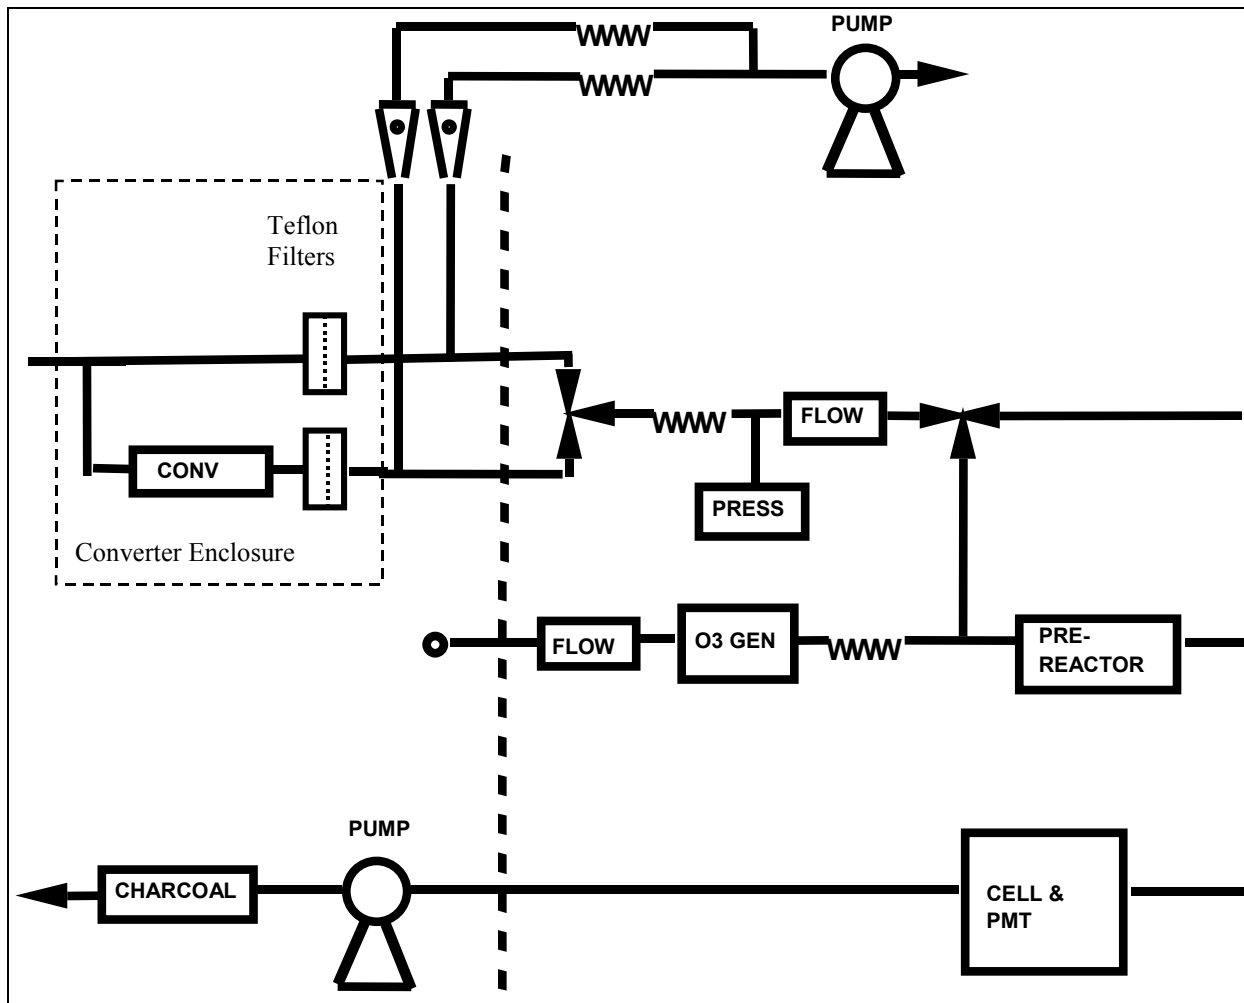 PUMP
Teflon
Filters
FLOW
CONV
PRESS
Converter Enclosure
FLOW
O3 GEN
PRE-
REACTOR
PUMP
CHARCOAL
CELL &
PMT